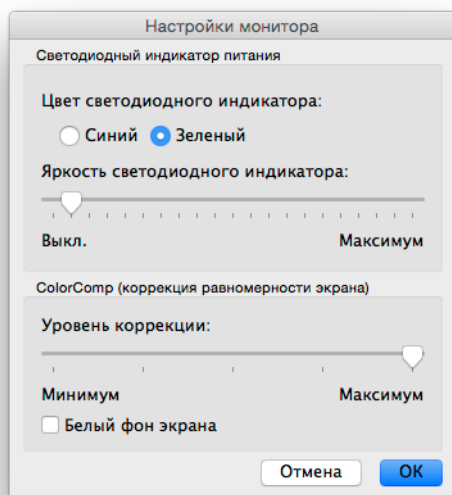 Настройки монитора
Светодиодный индикатор питания
Цвет светодиодного индикатора:
Синий Зеленый
Яркость светодиодного индикатора:
Выкл. Максимум
ColorComp (коррекция равномерности экрана)
Уровень коррекции:
Минимум Максимум
Белый фон экрана
Отмена OK